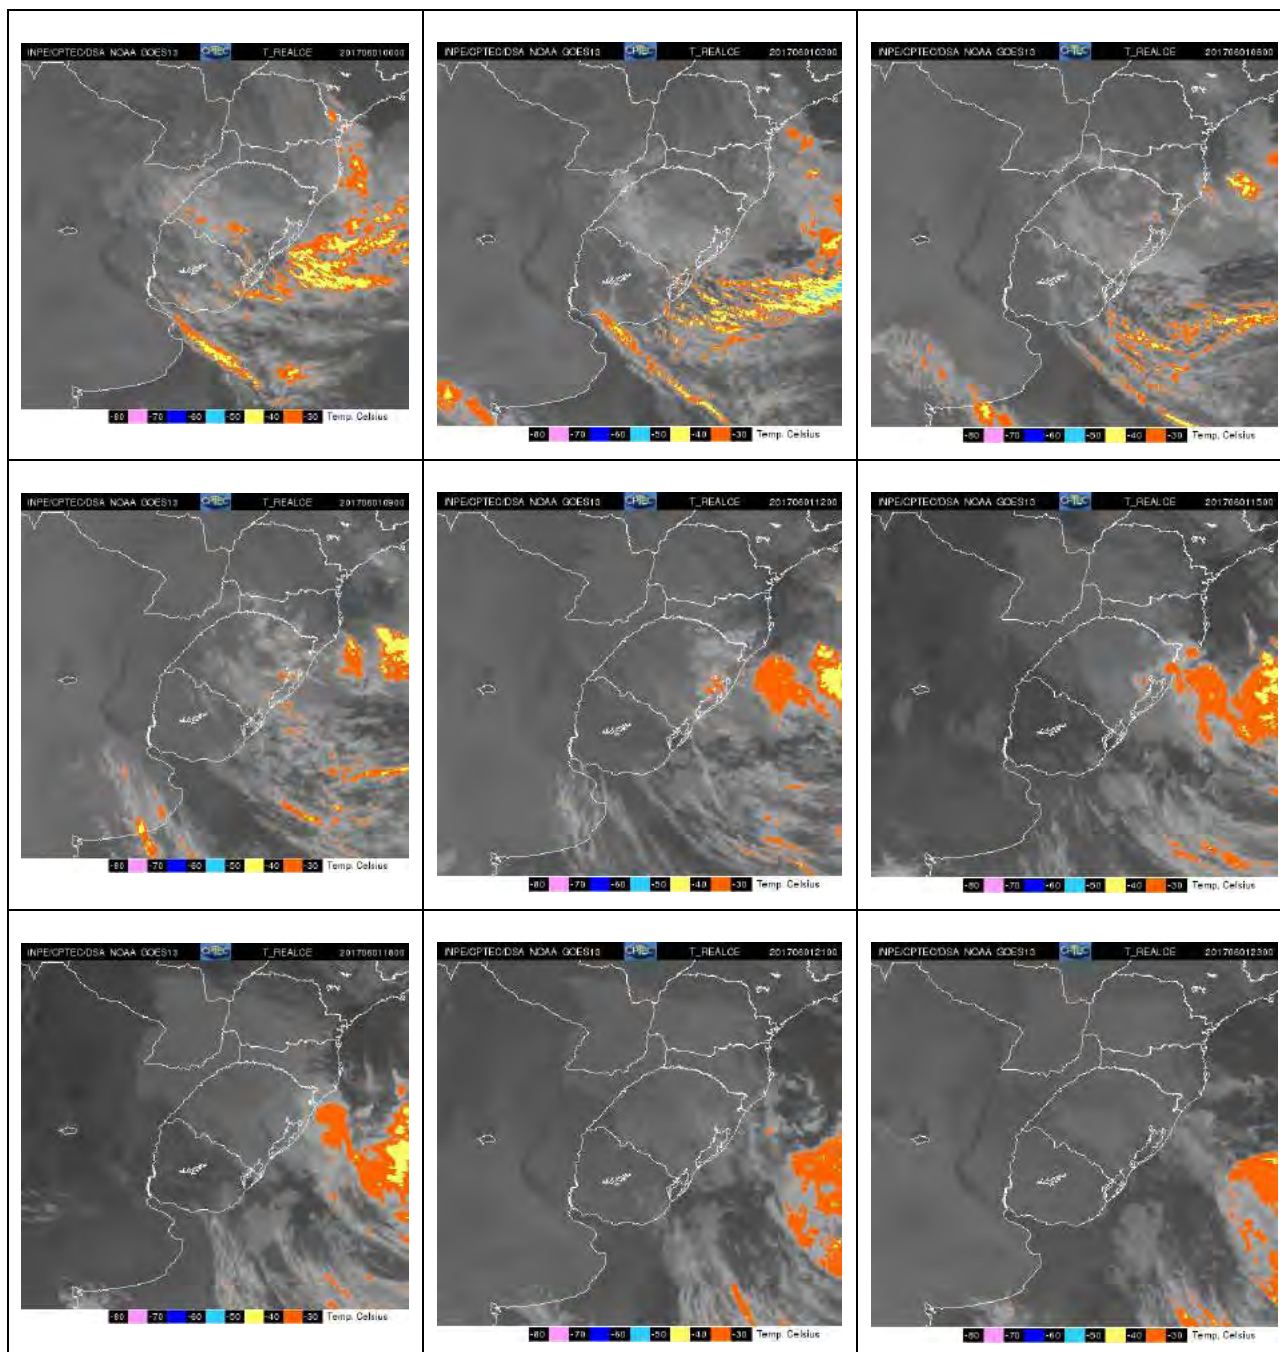 INPE/CPTEC/DSA NOAA GOES13 CPTEC T_REALCE 201706010000
-80 -70 -60 -50 -40 -30 Temp. Celsius
INPE/CPTEC/DSA NOAA GOES13 CPTEC T_REALCE 201706010300
-80 -70 -60 -50 -40 -30 Temp. Celsius
INPE/CPTEC/DSA NOAA GOES13 CPTEC T_REALCE 201706010600
-80 -70 -60 -50 -40 -30 Temp. Celsius
INPE/CPTEC/DSA NOAA GOES13 CPTEC T_REALCE 201706010900
-80 -70 -60 -50 -40 -30 Temp. Celsius
INPE/CPTEC/DSA NOAA GOES13 CPTEC T_REALCE 201706011200
-80 -70 -60 -50 -40 -30 Temp. Celsius
INPE/CPTEC/DSA NOAA GOES13 CPTEC T_REALCE 201706011500
-80 -70 -60 -50 -40 -30 Temp. Celsius
INPE/CPTEC/DSA NOAA GOES13 CPTEC T_REALCE 201706011800
-80 -70 -60 -50 -40 -30 Temp. Celsius
INPE/CPTEC/DSA NOAA GOES13 CPTEC T_REALCE 201706012100
-80 -70 -60 -50 -40 -30 Temp. Celsius
INPE/CPTEC/DSA NOAA GOES13 CPTEC T_REALCE 201706012300
-80 -70 -60 -50 -40 -30 Temp. Celsius